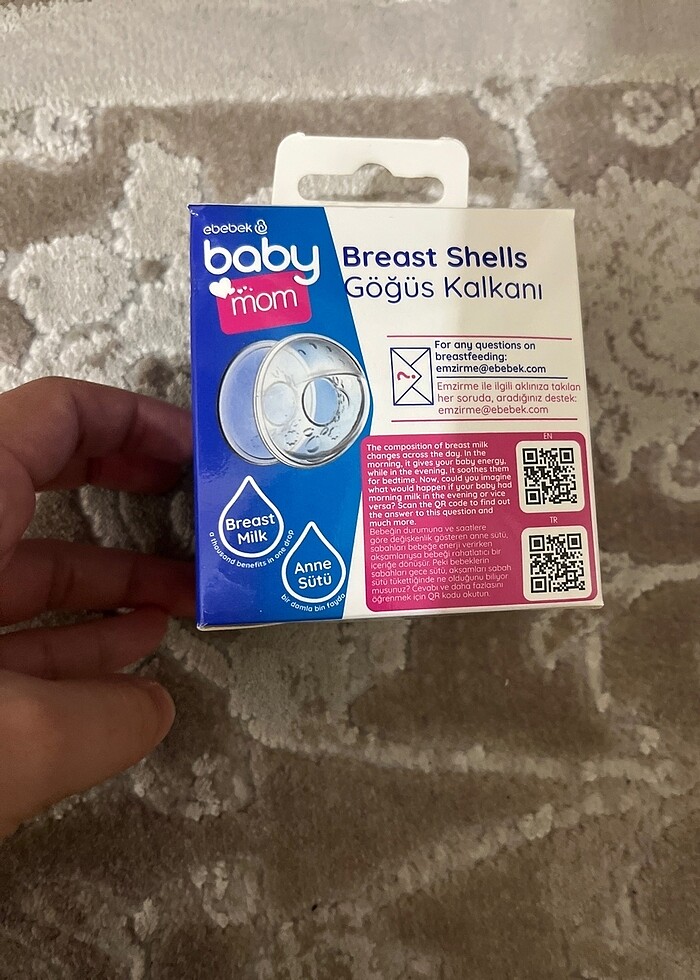 ebebek
baby
mom
Breast Shells
Göğüs Kalkanı
For any questions on
breastfeeding:
emzirme@ebebek.com
Emzirme ile ilgili aklınıza takılan
her soruda, aradığınız destek:
emzirme@ebebek.com
?
The composition of breast milk
changes across the day. In the
morning, it gives your baby energy,
while in the evening, it soothes them
for bedtime. Now, could you imagine
what would happen if your baby had
morning milk in the evening or vice
versa? Scan the QR code to find out
the answer to this question and
much more.
Bebeğin durumuna ve saatlere
göre değişkenlik gösteren anne sütü,
sabahları bebeğe enerji verirken
akşamlarıysa bebeği rahatlatıcı bir
içeriğe dönüşür. Peki bebeklerin
sabahları gece sütü, akşamları sabah
sütü tükettiğinde ne olduğunu biliyor
musunuz? Cevabı ve daha fazlasını
öğrenmek için QR kodu okutun.
EN
TR
Breast
Milk
a thousand benefits in one drop
Anne
Sütü
bir damla bin fayda